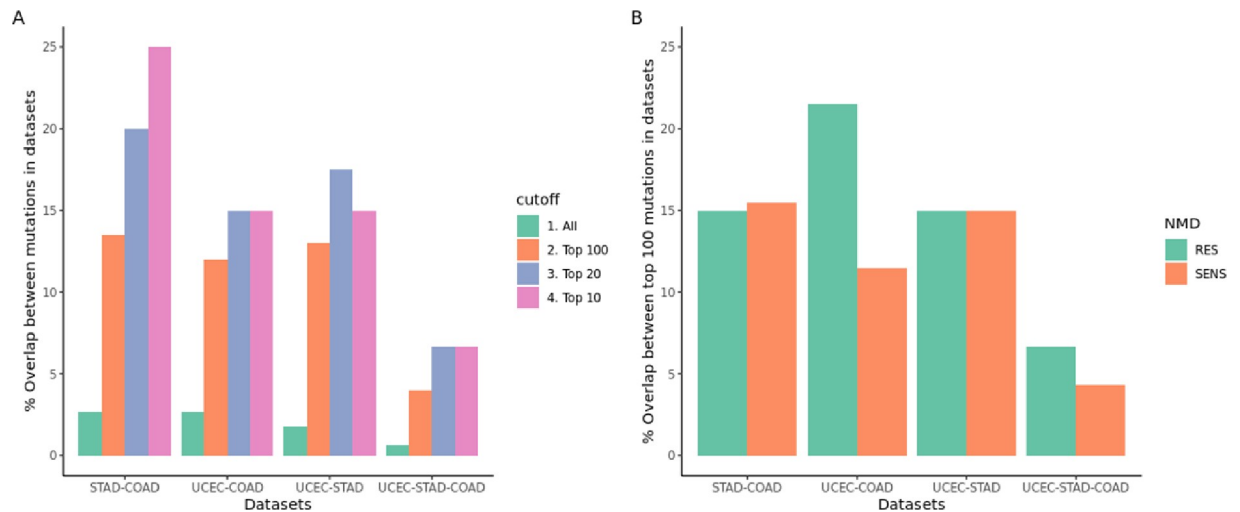 A
% Overlap between mutations in datasets
25
20
15
10
5
0
STAD-COAD
UCEC-COAD
UCEC-STAD
UCEC-STAD-COAD
Datasets
cutoff
1. All
2. Top 100
3. Top 20
4. Top 10
B
% Overlap between top 100 mutations in datasets
25
20
15
10
5
0
STAD-COAD
UCEC-COAD
UCEC-STAD
UCEC-STAD-COAD
Datasets
NMD
RES
SENS